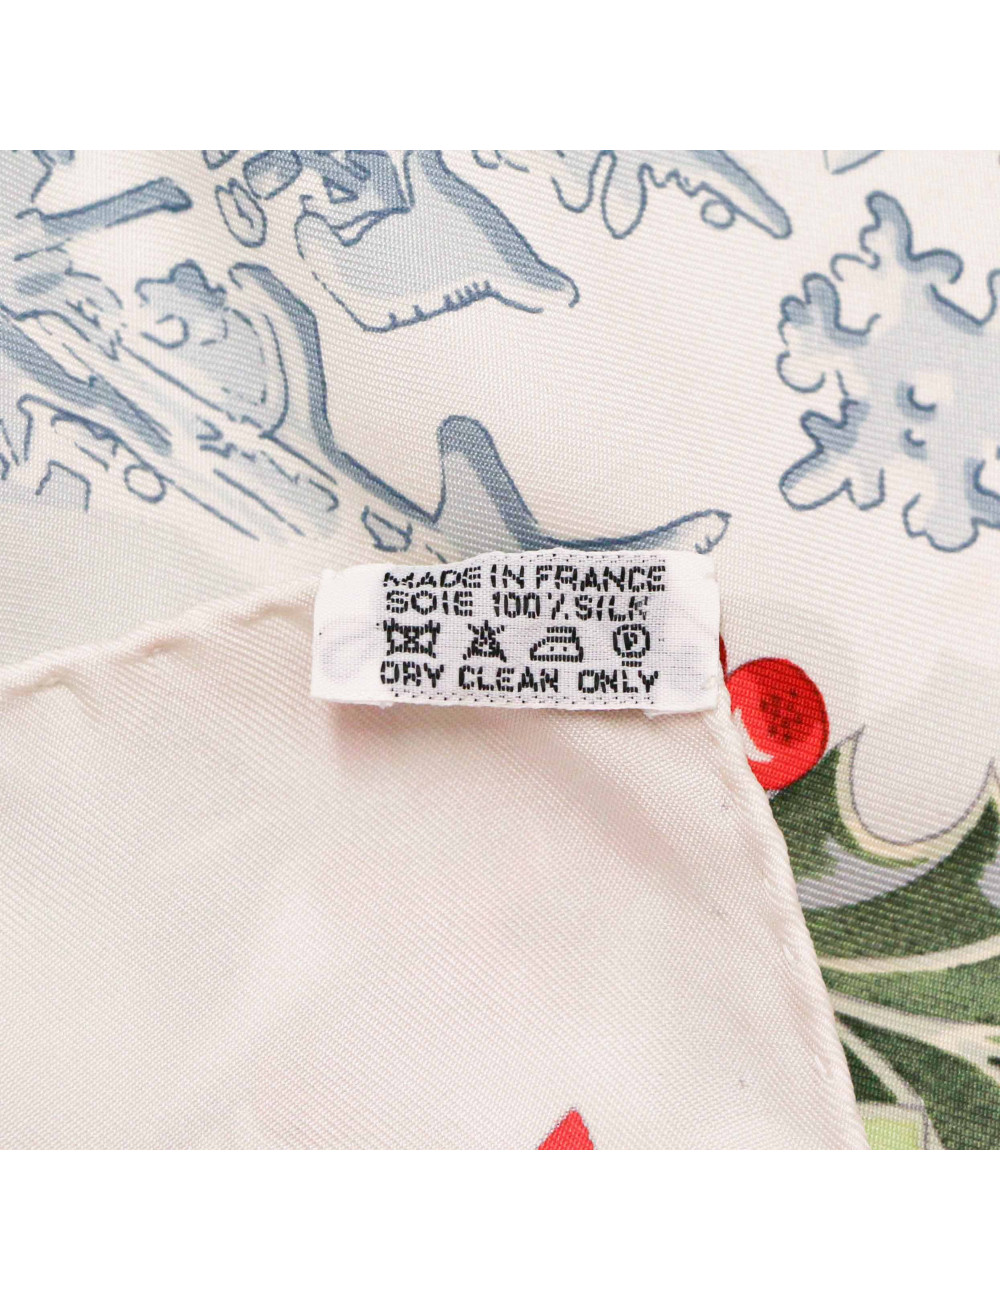 MADE IN FRANCE
SOIE 100% SILK
P
DRY CLEAN ONLY